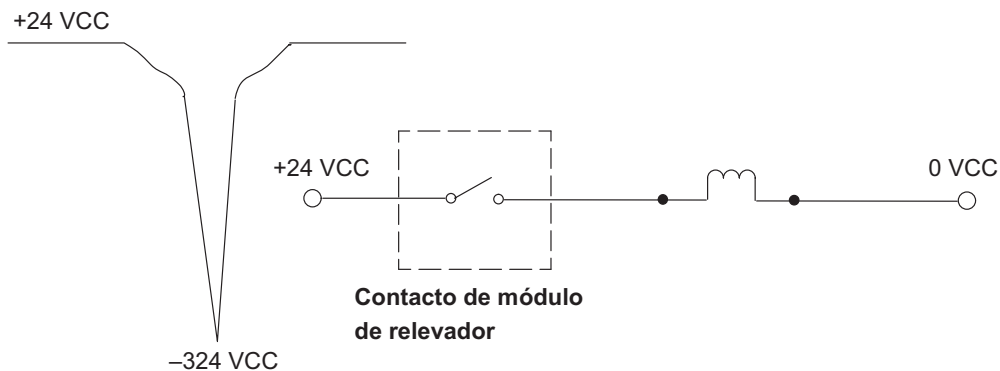 +24 VCC
+24 VCC
0 VCC
Contacto de módulo
de relevador
–324 VCC